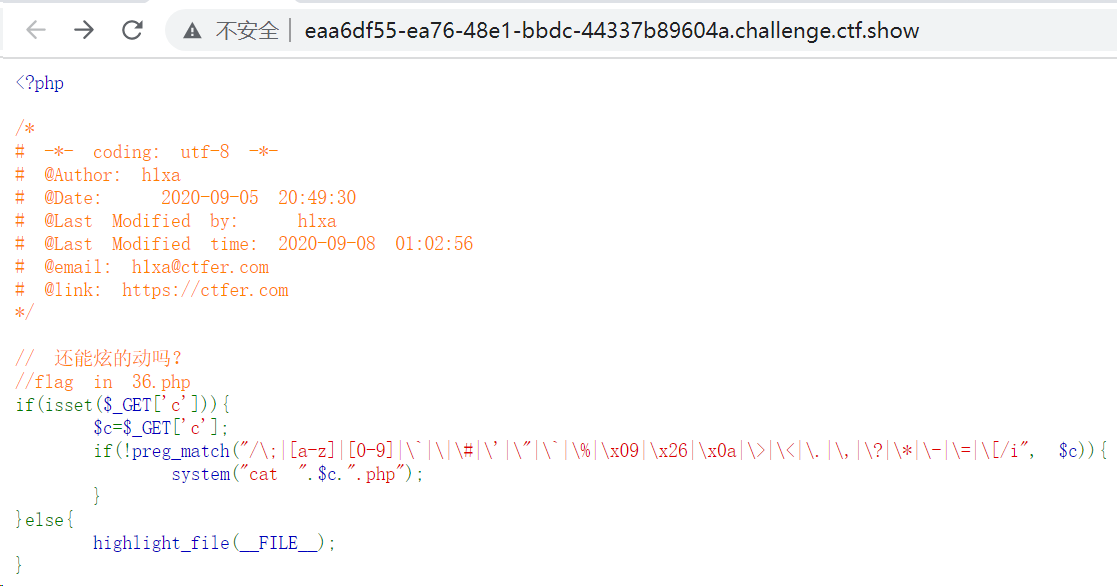 不安全 | eaa6df55-ea76-48e1-bbdc-44337b89604a.challenge.ctf.show
<?php
/*
# -*- coding: utf-8 -*-
# @Author: h1xa
# @Date: 2020-09-05 20:49:30
# @Last Modified by: h1xa
# @Last Modified time: 2020-09-08 01:02:56
# @email: h1xa@ctfer.com
# @link: https://ctfer.com
*/
// 还能炫的动吗?
//flag in 36.php
if(isset($_GET['c'])){
$c=$_GET['c'];
if(!preg_match("/\;|[a-z]|[0-9]|\`|\|\#|\'|\"|\`|\%|\x09|\x26|\x0a|\>|\<|\.|\,|\?|\*|\-|\=|\[/i", $c)){
system("cat ".$c.".php");
}
}else{
highlight_file(__FILE__);
}